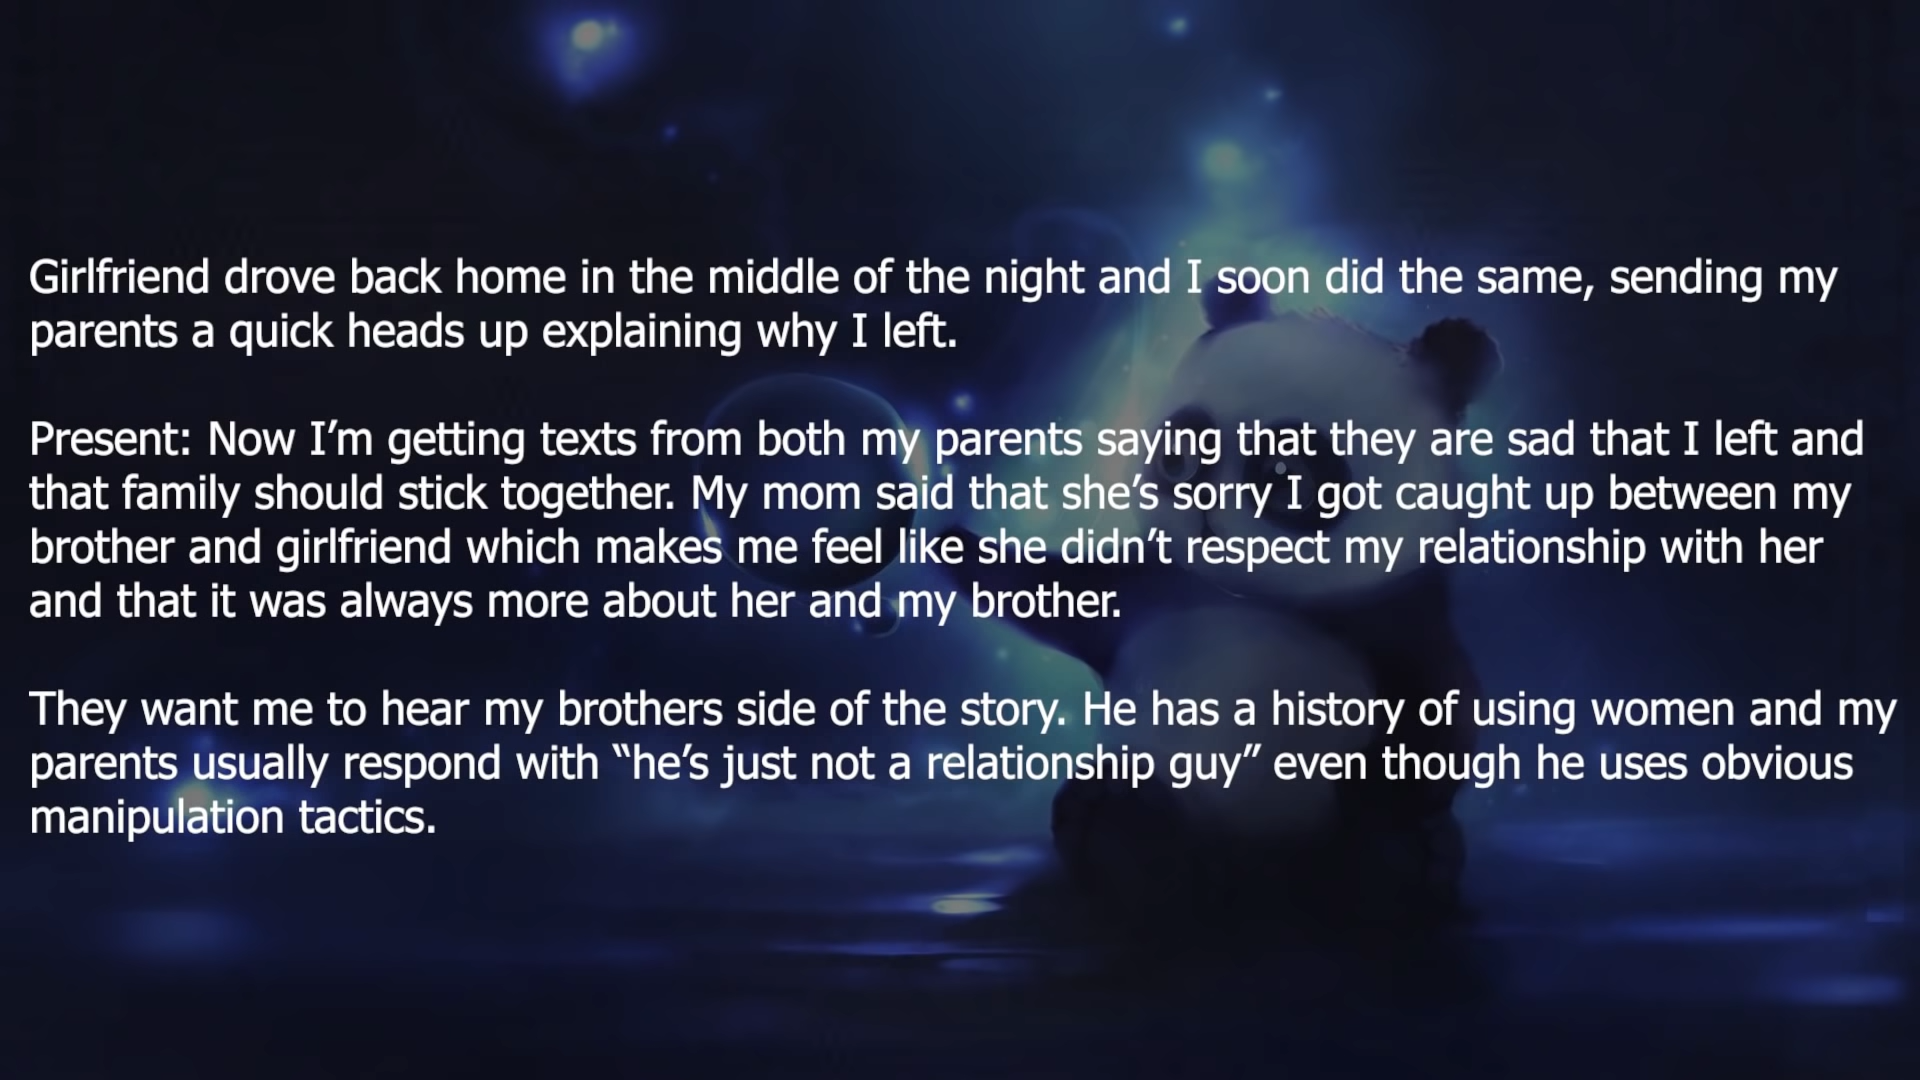 Girlfriend drove back home in the middle of the night and I soon did the same, sending my
parents a quick heads up explaining why I left.
Present: Now I’m getting texts from both my parents saying that they are sad that I left and
that family should stick together. My mom said that she’s sorry I got caught up between my
brother and girlfriend which makes me feel like she didn’t respect my relationship with her
and that it was always more about her and my brother.
They want me to hear my brothers side of the story. He has a history of using women and my
parents usually respond with “he’s just not a relationship guy” even though he uses obvious
manipulation tactics.